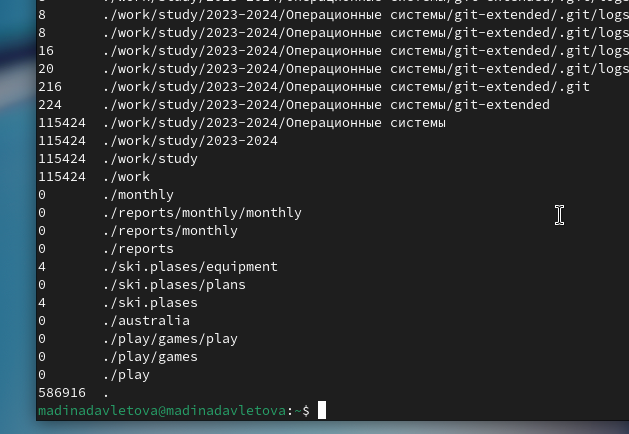 8 ./work/study/2023-2024/Операционные системы/git-extended/.git/logs
8 ./work/study/2023-2024/Операционные системы/git-extended/.git/logs
16 ./work/study/2023-2024/Операционные системы/git-extended/.git/logs
20 ./work/study/2023-2024/Операционные системы/git-extended/.git/logs
216 ./work/study/2023-2024/Операционные системы/git-extended/.git
224 ./work/study/2023-2024/Операционные системы/git-extended
115424 ./work/study/2023-2024/Операционные системы
115424 ./work/study/2023-2024
115424 ./work/study
115424 ./work
0 ./monthly
0 ./reports/monthly/monthly
0 ./reports/monthly
0 ./reports
4 ./ski.plases/equipment
0 ./ski.plases/plans
4 ./ski.plases
0 ./australia
0 ./play/games/play
0 ./play/games
0 ./play
586916 .
madinadavletova@madinadavletova:~$